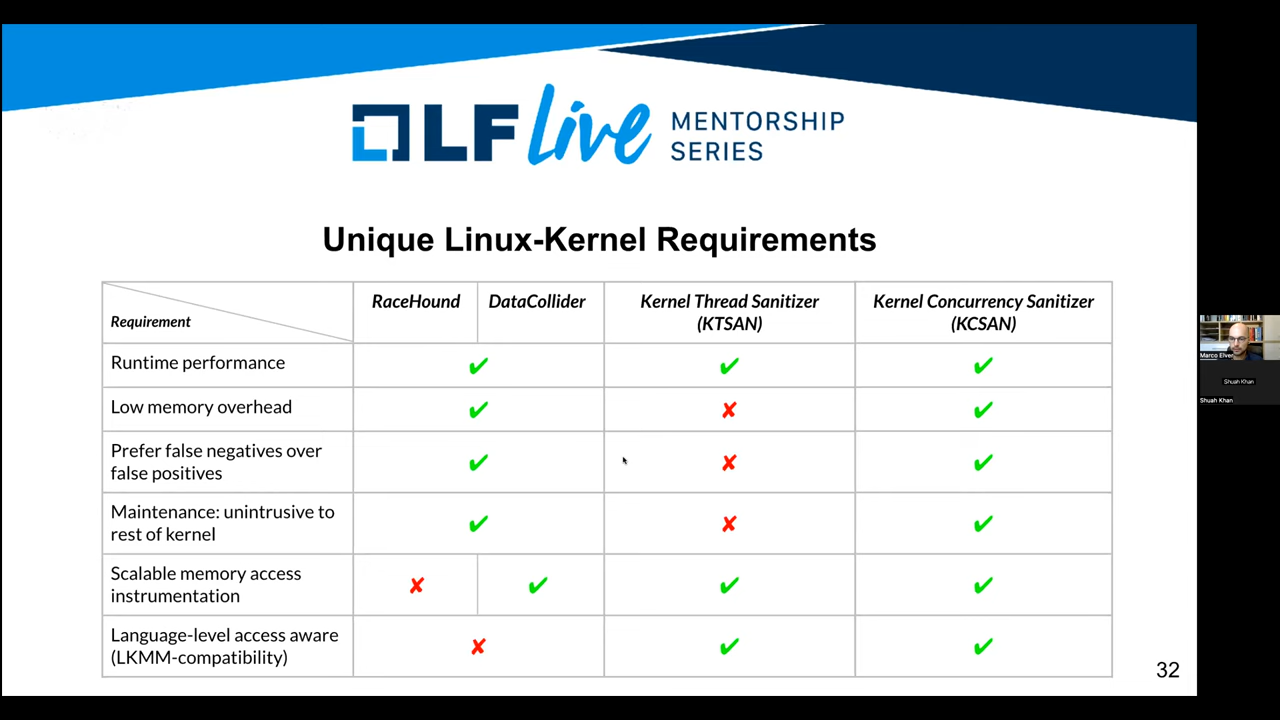 LF Live MENTORSHIP
SERIES
Unique Linux-Kernel Requirements
Requirement
RaceHound
DataCollider
Kernel Thread Sanitizer
(KTSAN)
Kernel Concurrency Sanitizer
(KCSAN)
Runtime performance
✔ ✔ ✔
Low memory overhead
✔ ✘ ✔
Prefer false negatives over
false positives
✔ ✘ ✔
Maintenance: unintrusive to
rest of kernel
✔ ✘ ✔
Scalable memory access
instrumentation
✘ ✔ ✔ ✔
Language-level access aware
(LKMM-compatibility)
✘ ✔ ✔
32
Marco Elver
Shuah Khan
Shuah Khan